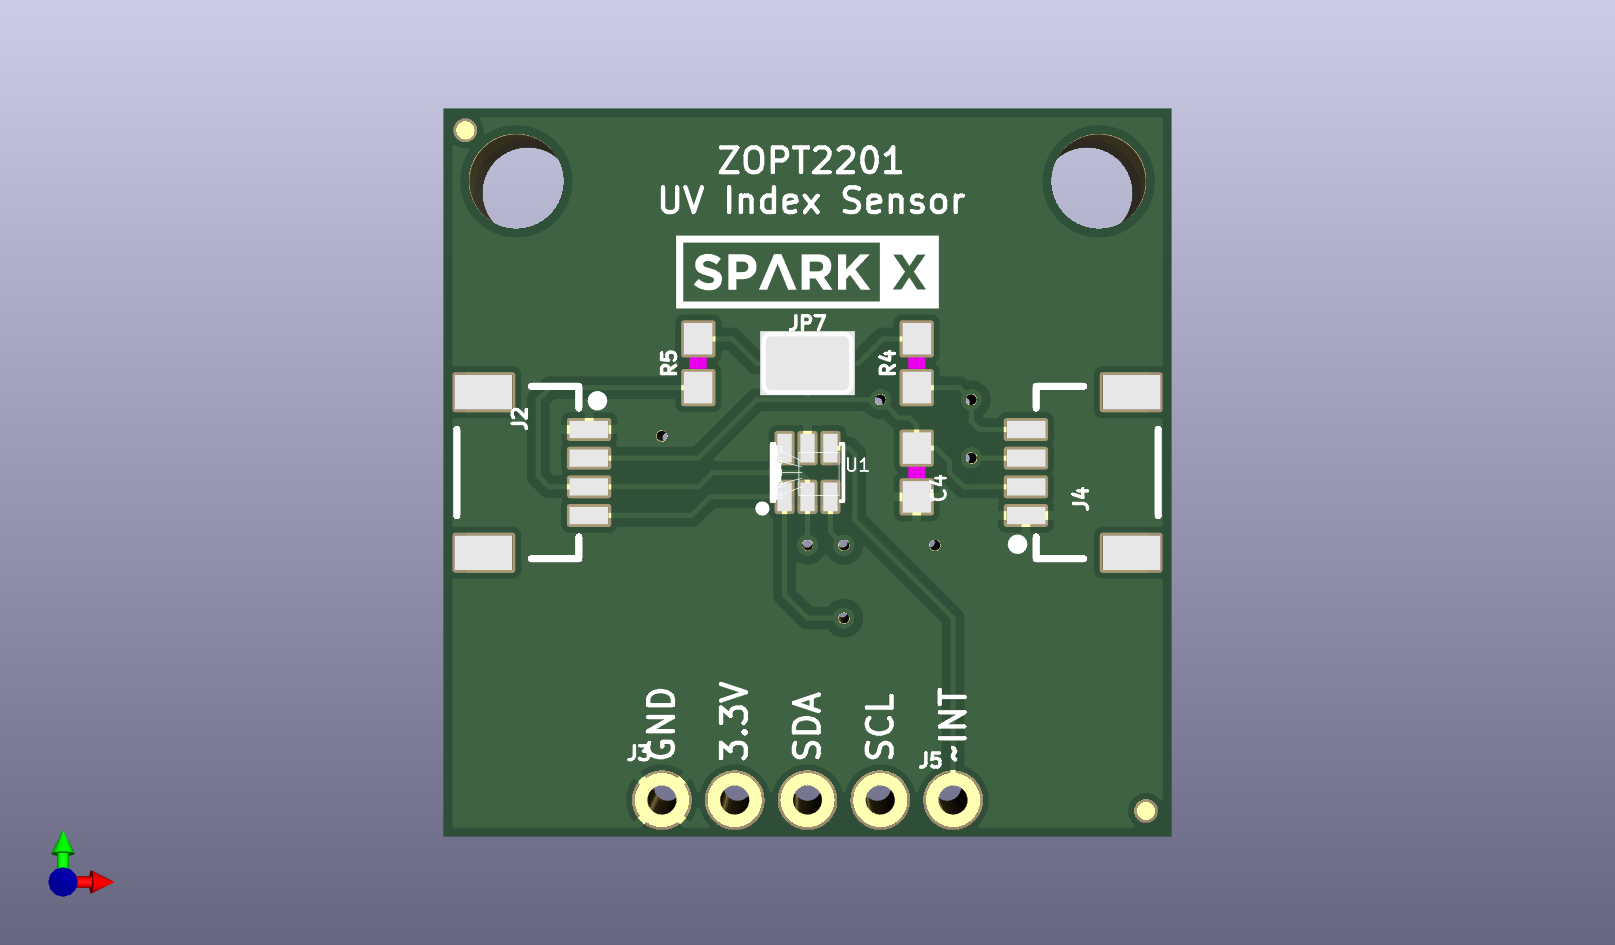 ZOPT2201
UV Index Sensor
SPARK X
JP7
R5
R4
J2
U1
C4
J4
GND
3.3V
SDA
SCL
~INT
J3
J5